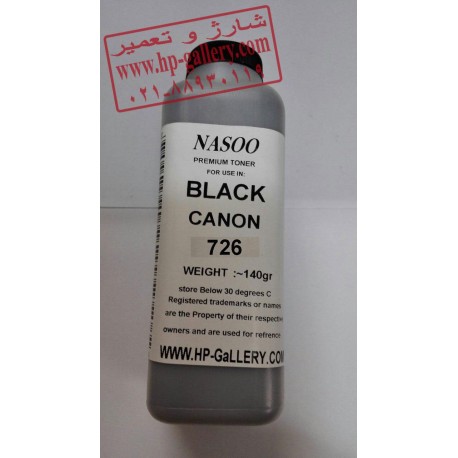 شارژ و تعمیر
www.hp-gallery.com
۰۲۱-۸۸۹۳۰۱۱۹
NASOO
PREMIUM TONER
FOR USE IN:
BLACK
CANON
726
WEIGHT :~140gr
store Below 30 degrees C
Registered trademarks or names
are the Property of their respective
owners and are used for refrence
WWW.HP-GaLLERY.COM